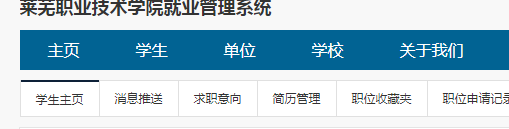 莱芜职业技术学院就业管理系统
主页 学生 单位 学校 关于我们
学生主页 消息推送 求职意向 简历管理 职位收藏夹 职位申请记录